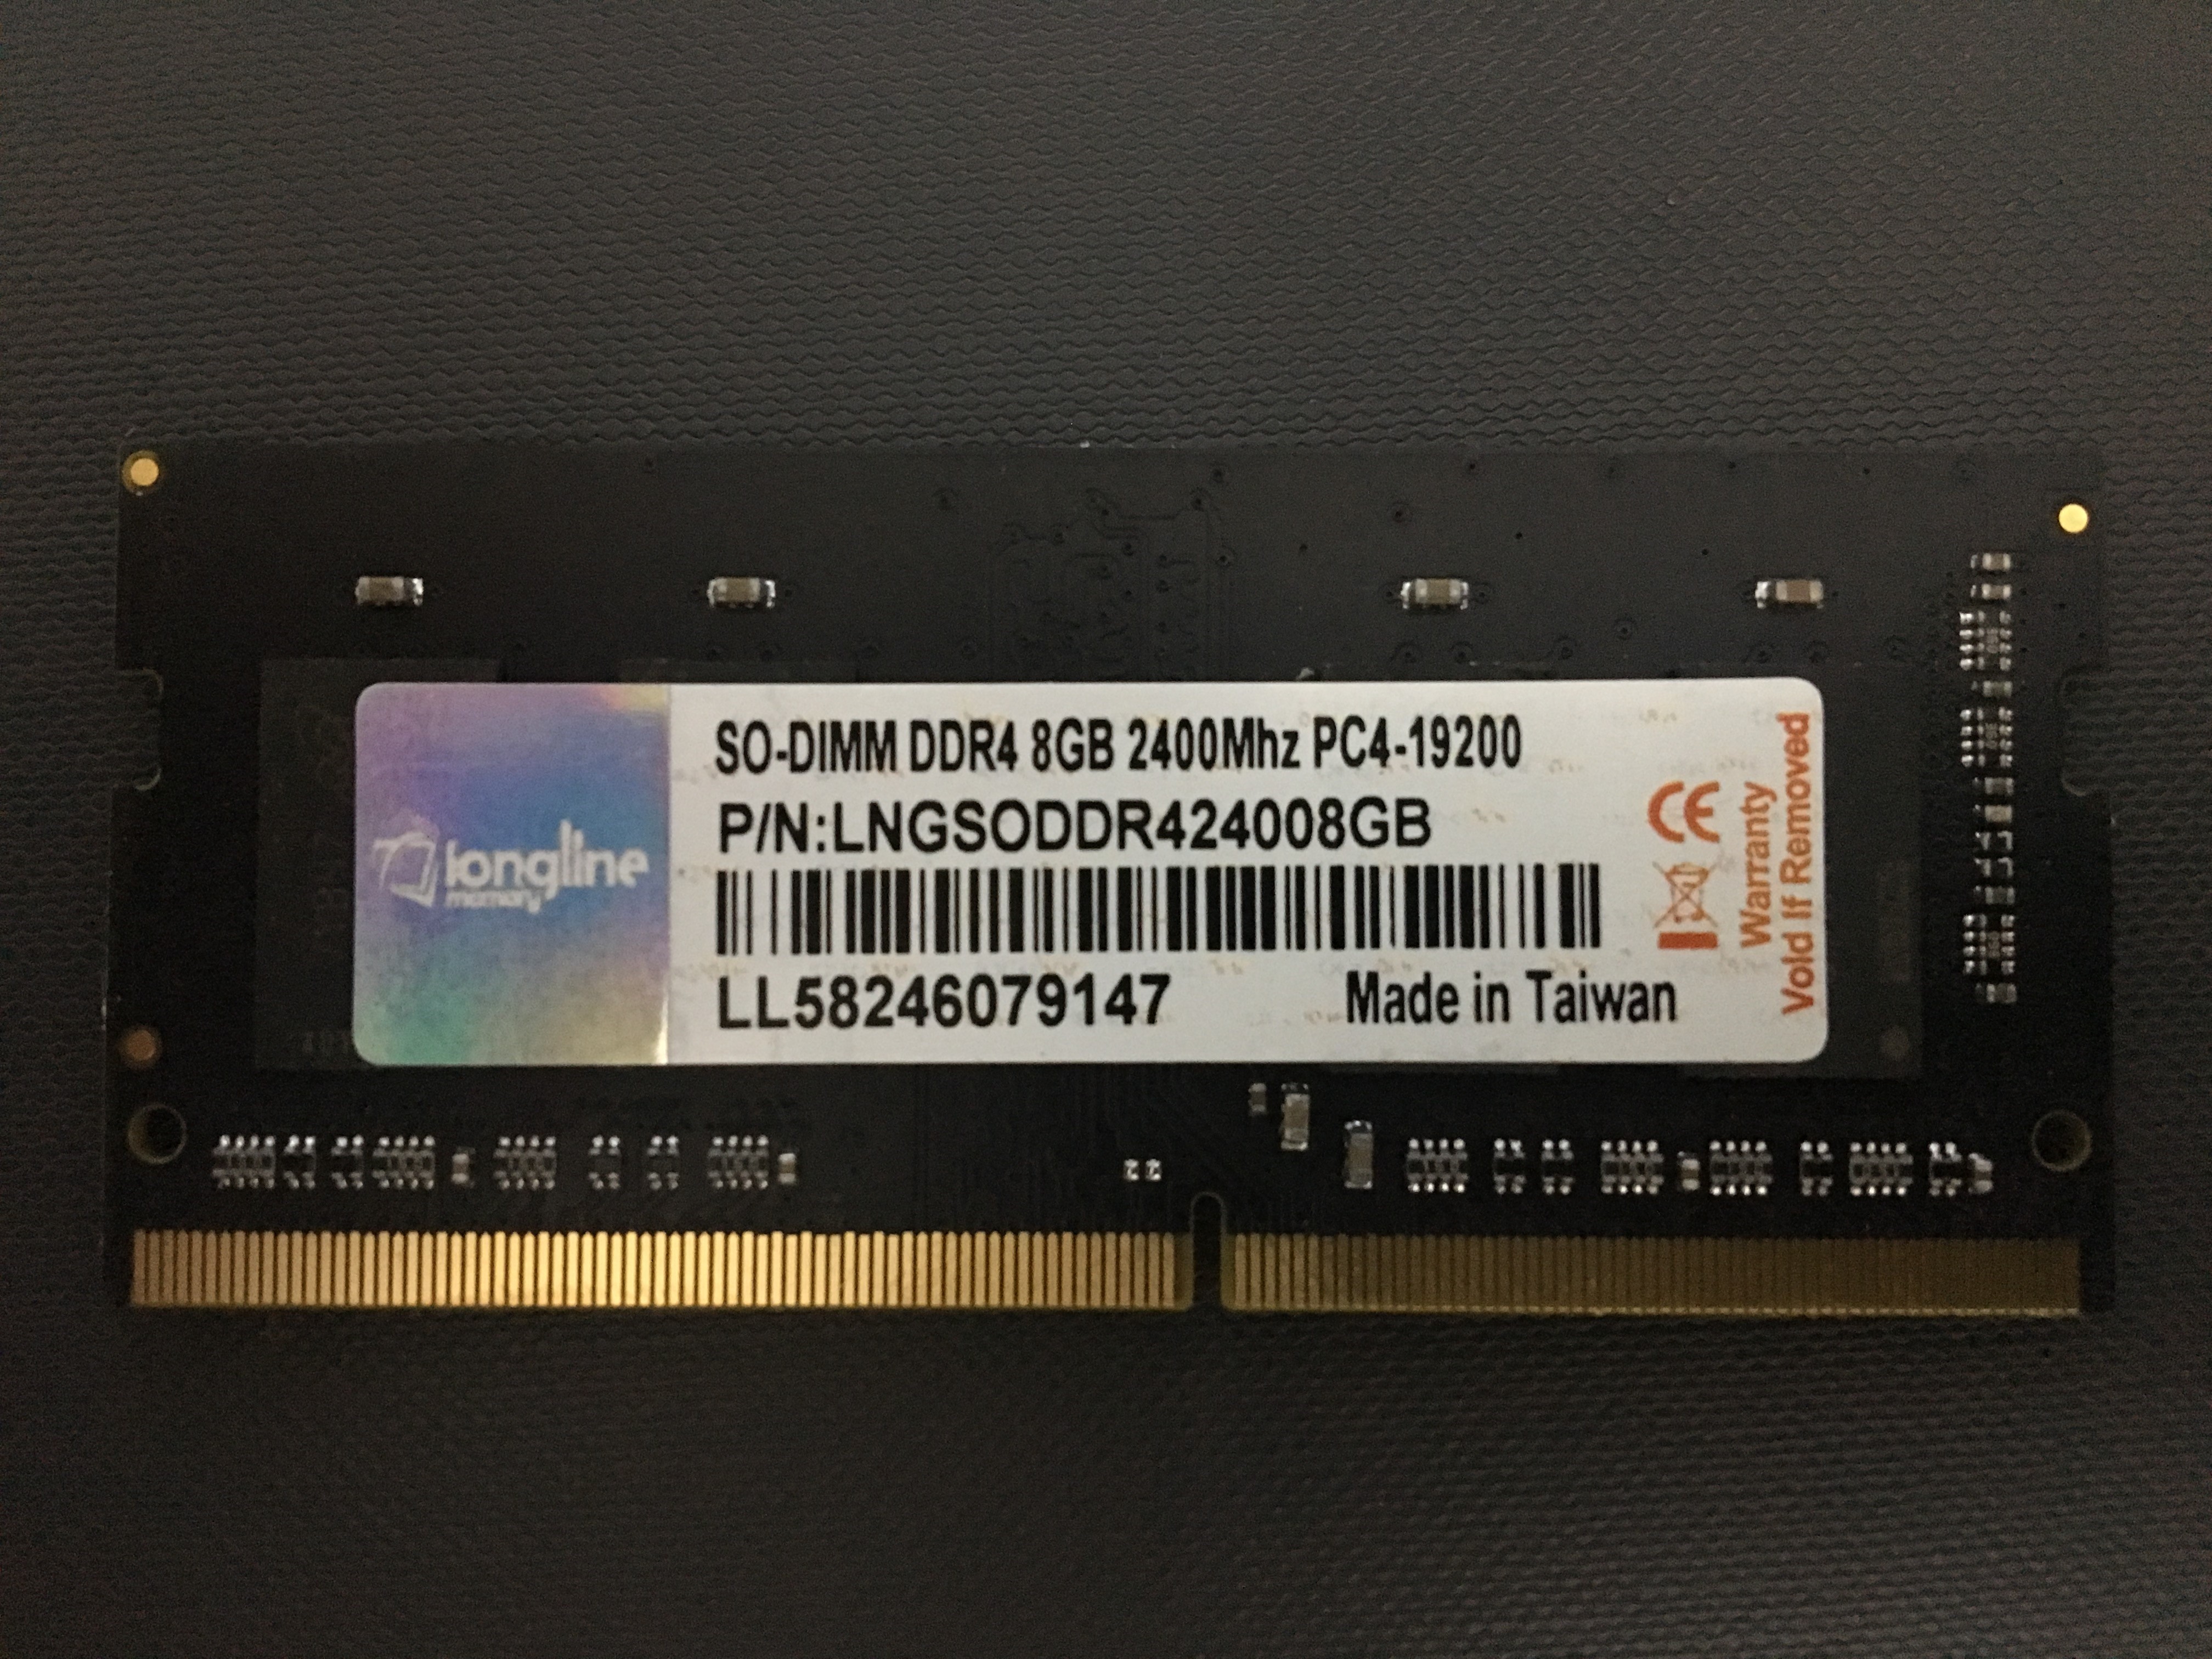 longline
memory
SO-DIMM DDR4 8GB 2400Mhz PC4-19200
P/N:LNGSODDR424008GB
LL58246079147
Made in Taiwan
CE
Warranty
Void If Removed